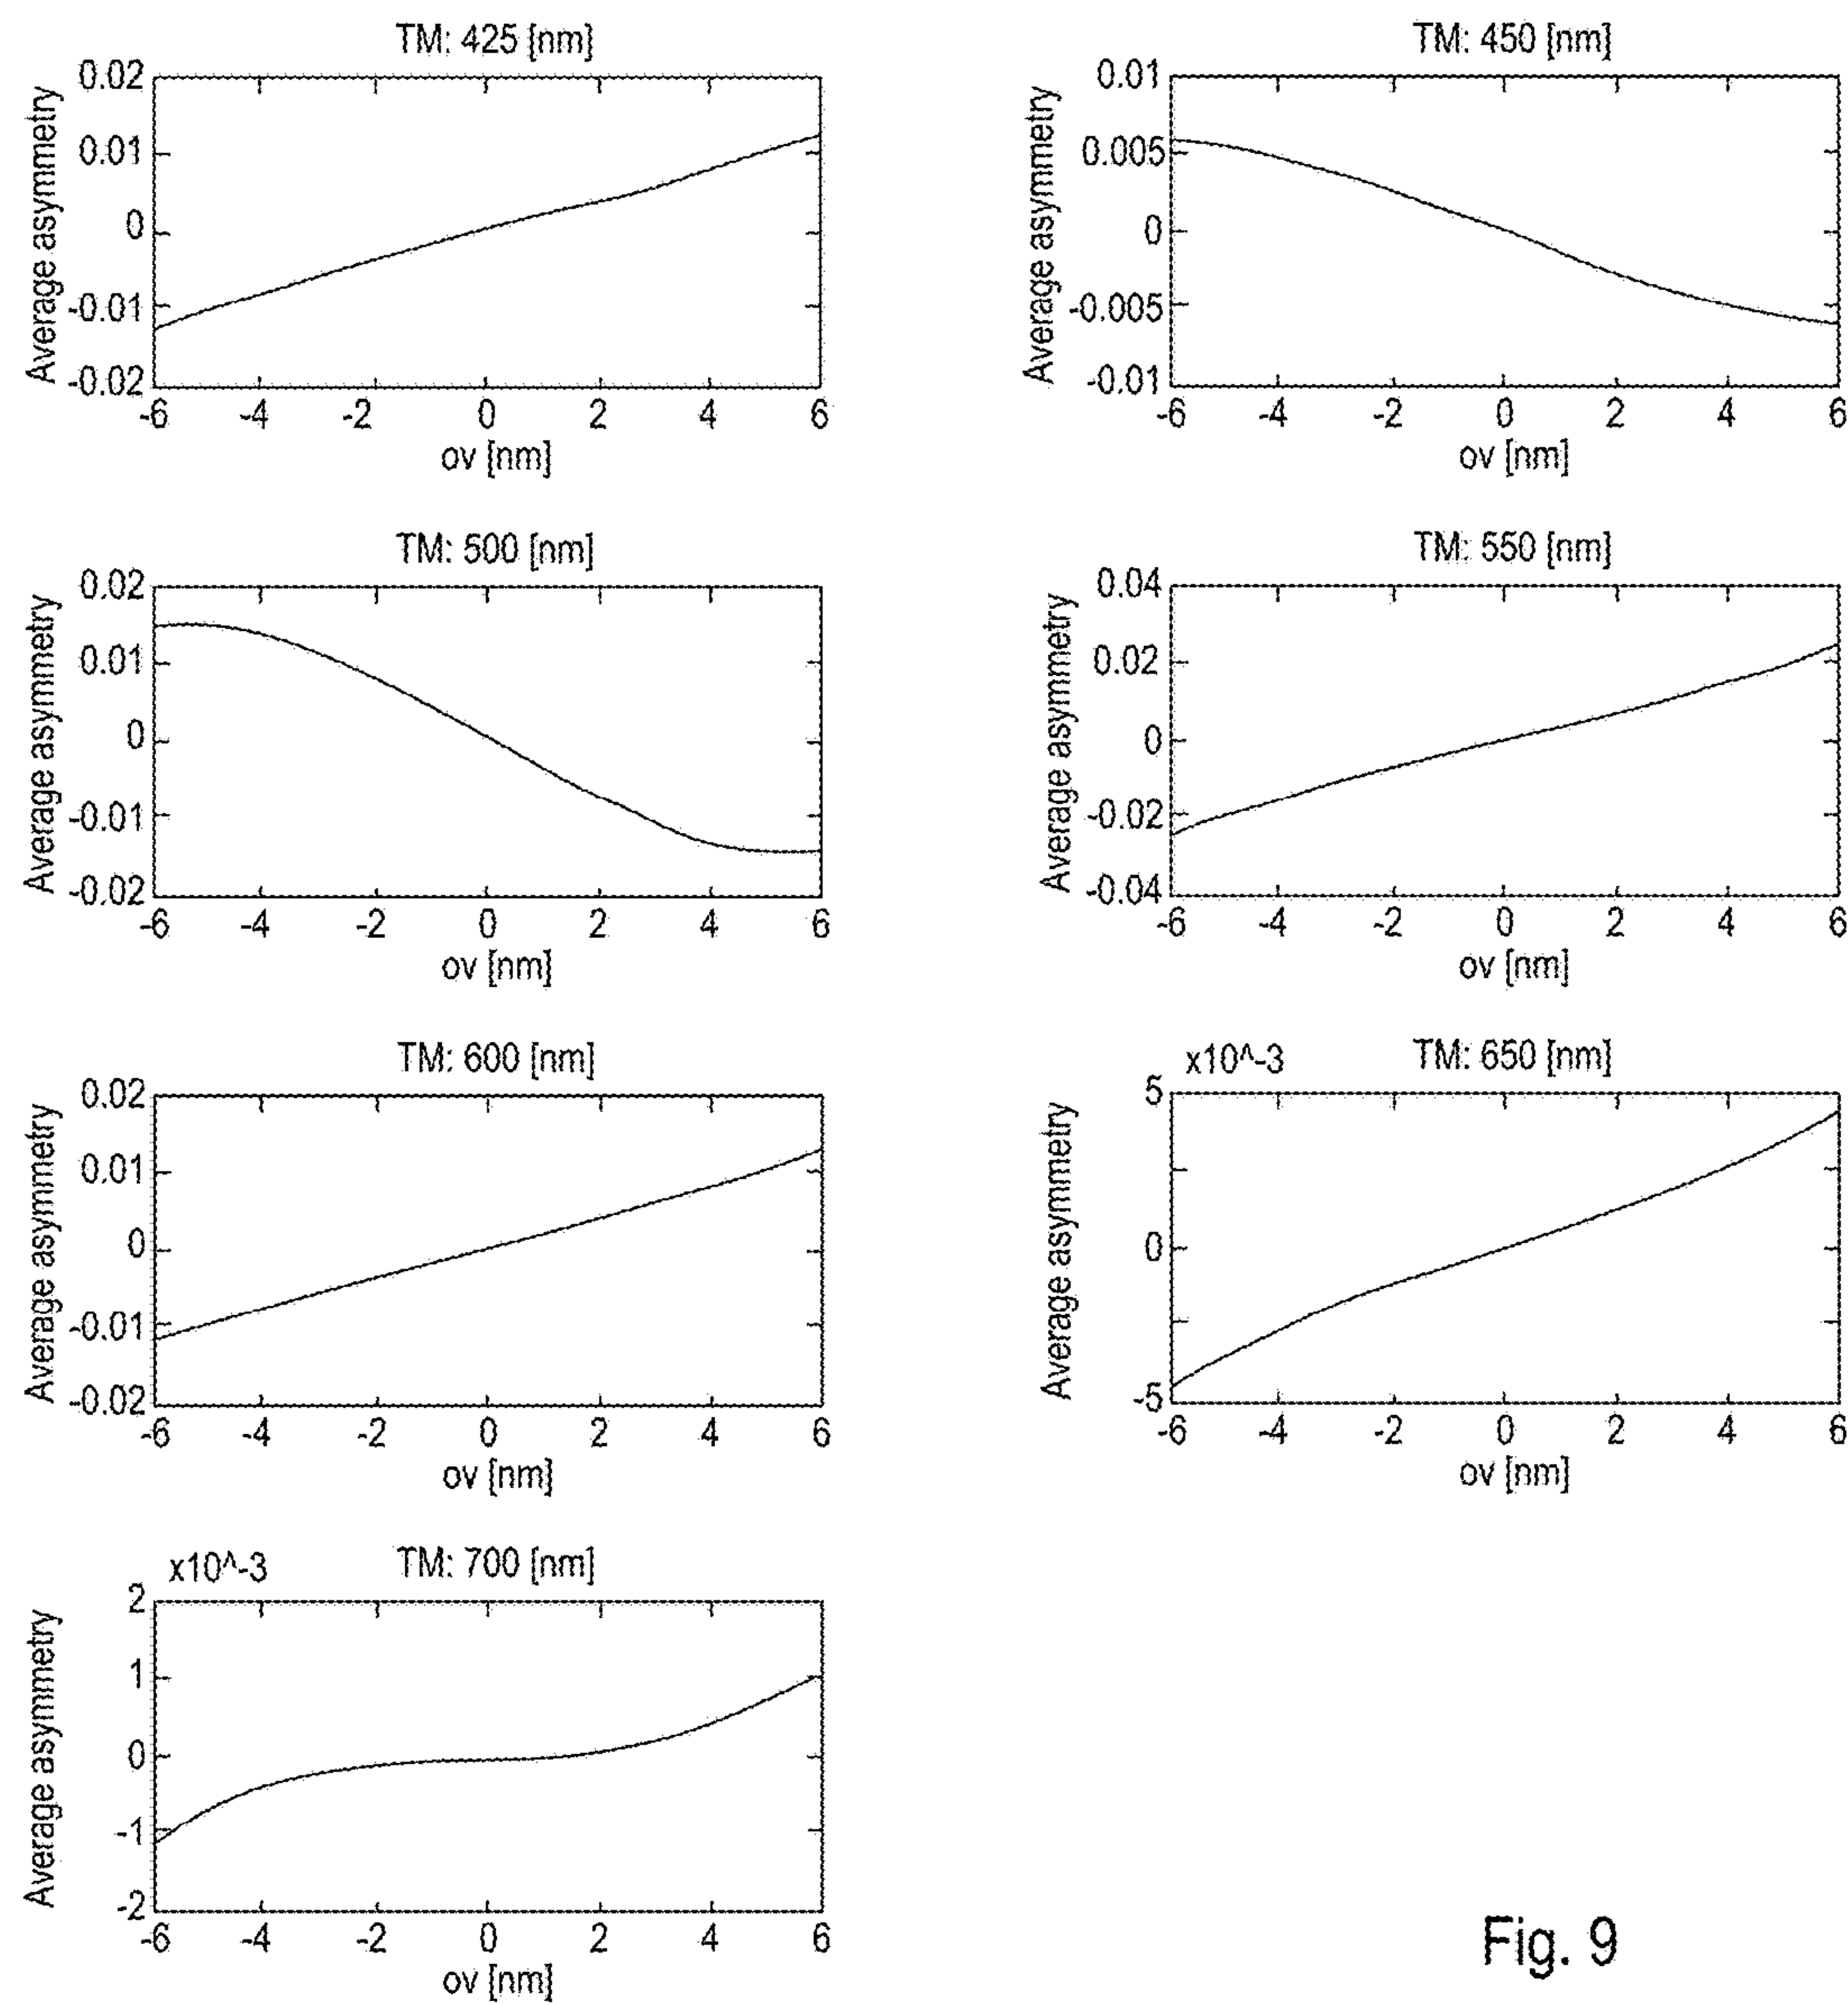 TM: 425 [nm]
Average asymmetry
0.02
0.01
0
-0.01
-0.02
-6 -4 -2 0 2 4 6
ov [nm]
TM: 450 [nm]
Average asymmetry
0.01
0.005
0
-0.005
-0.01
-6 -4 -2 0 2 4 6
ov [nm]
TM: 500 [nm]
Average asymmetry
0.02
0.01
0
-0.01
-0.02
-6 -4 -2 0 2 4 6
ov [nm]
TM: 550 [nm]
Average asymmetry
0.04
0.02
0
-0.02
-0.04
-6 -4 -2 0 2 4 6
ov [nm]
TM: 600 [nm]
Average asymmetry
0.02
0.01
0
-0.01
-0.02
-6 -4 -2 0 2 4 6
ov [nm]
x10^-3 TM: 650 [nm]
Average asymmetry
5
0
-5
-6 -4 -2 0 2 4 6
ov [nm]
x10^-3 TM: 700 [nm]
Average asymmetry
2
1
0
-1
-2
-6 -4 -2 0 2 4 6
ov [nm]
Fig. 9